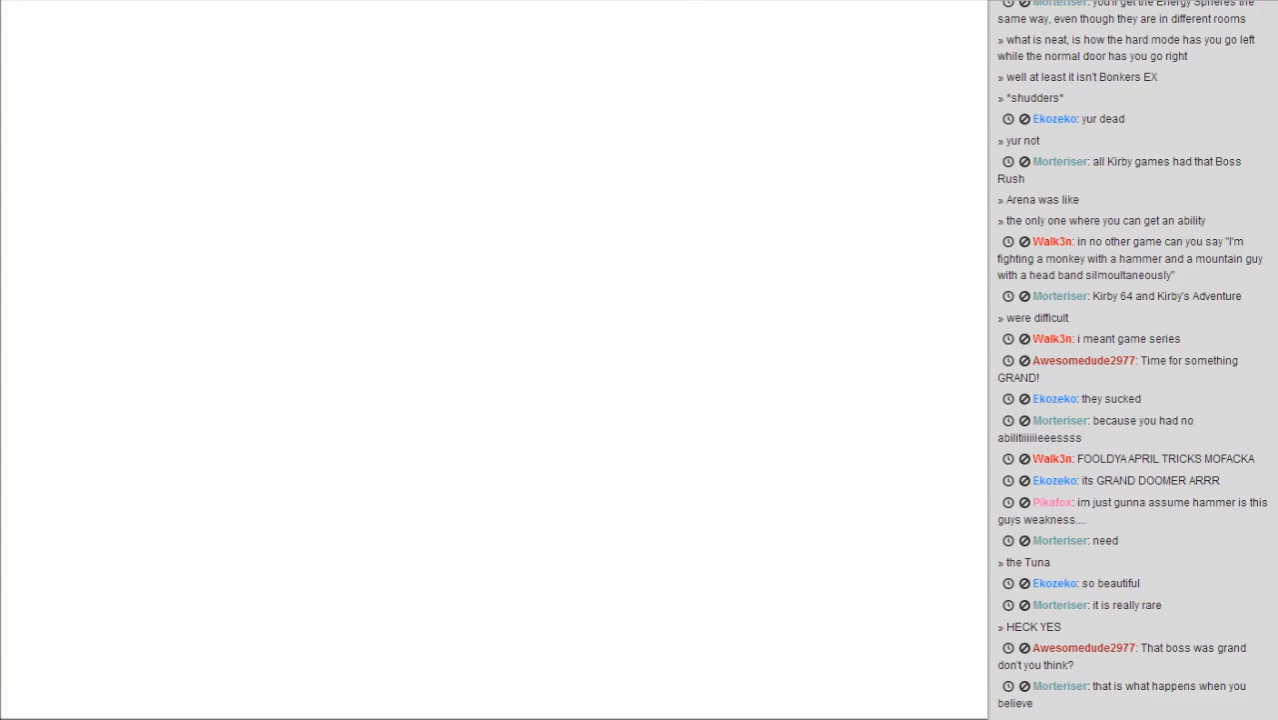 Morteriser: you'll get the Energy Spheres the
same way, even though they are in different rooms
» what is neat, is how the hard mode has you go left
while the normal door has you go right
» well at least it isn't Bonkers EX
» *shudders*
Ekozeko: yur dead
» yur not
Morteriser: all Kirby games had that Boss
Rush
» Arena was like
» the only one where you can get an ability
Walk3n: in no other game can you say "I'm
fighting a monkey with a hammer and a mountain guy
with a head band silmoultaneously"
Morteriser: Kirby 64 and Kirby's Adventure
» were difficult
Walk3n: i meant game series
Awesomedude2977: Time for something
GRAND!
Ekozeko: they sucked
Morteriser: because you had no
abilitiiiiiieeessss
Walk3n: FOOLDYA APRIL TRICKS MOFACKA
Ekozeko: its GRAND DOOMER ARRR
Pikafox: im just gunna assume hammer is this
guys weakness....
Morteriser: need
» the Tuna
Ekozeko: so beautiful
Morteriser: it is really rare
» HECK YES
Awesomedude2977: That boss was grand
don't you think?
Morteriser: that is what happens when you
believe